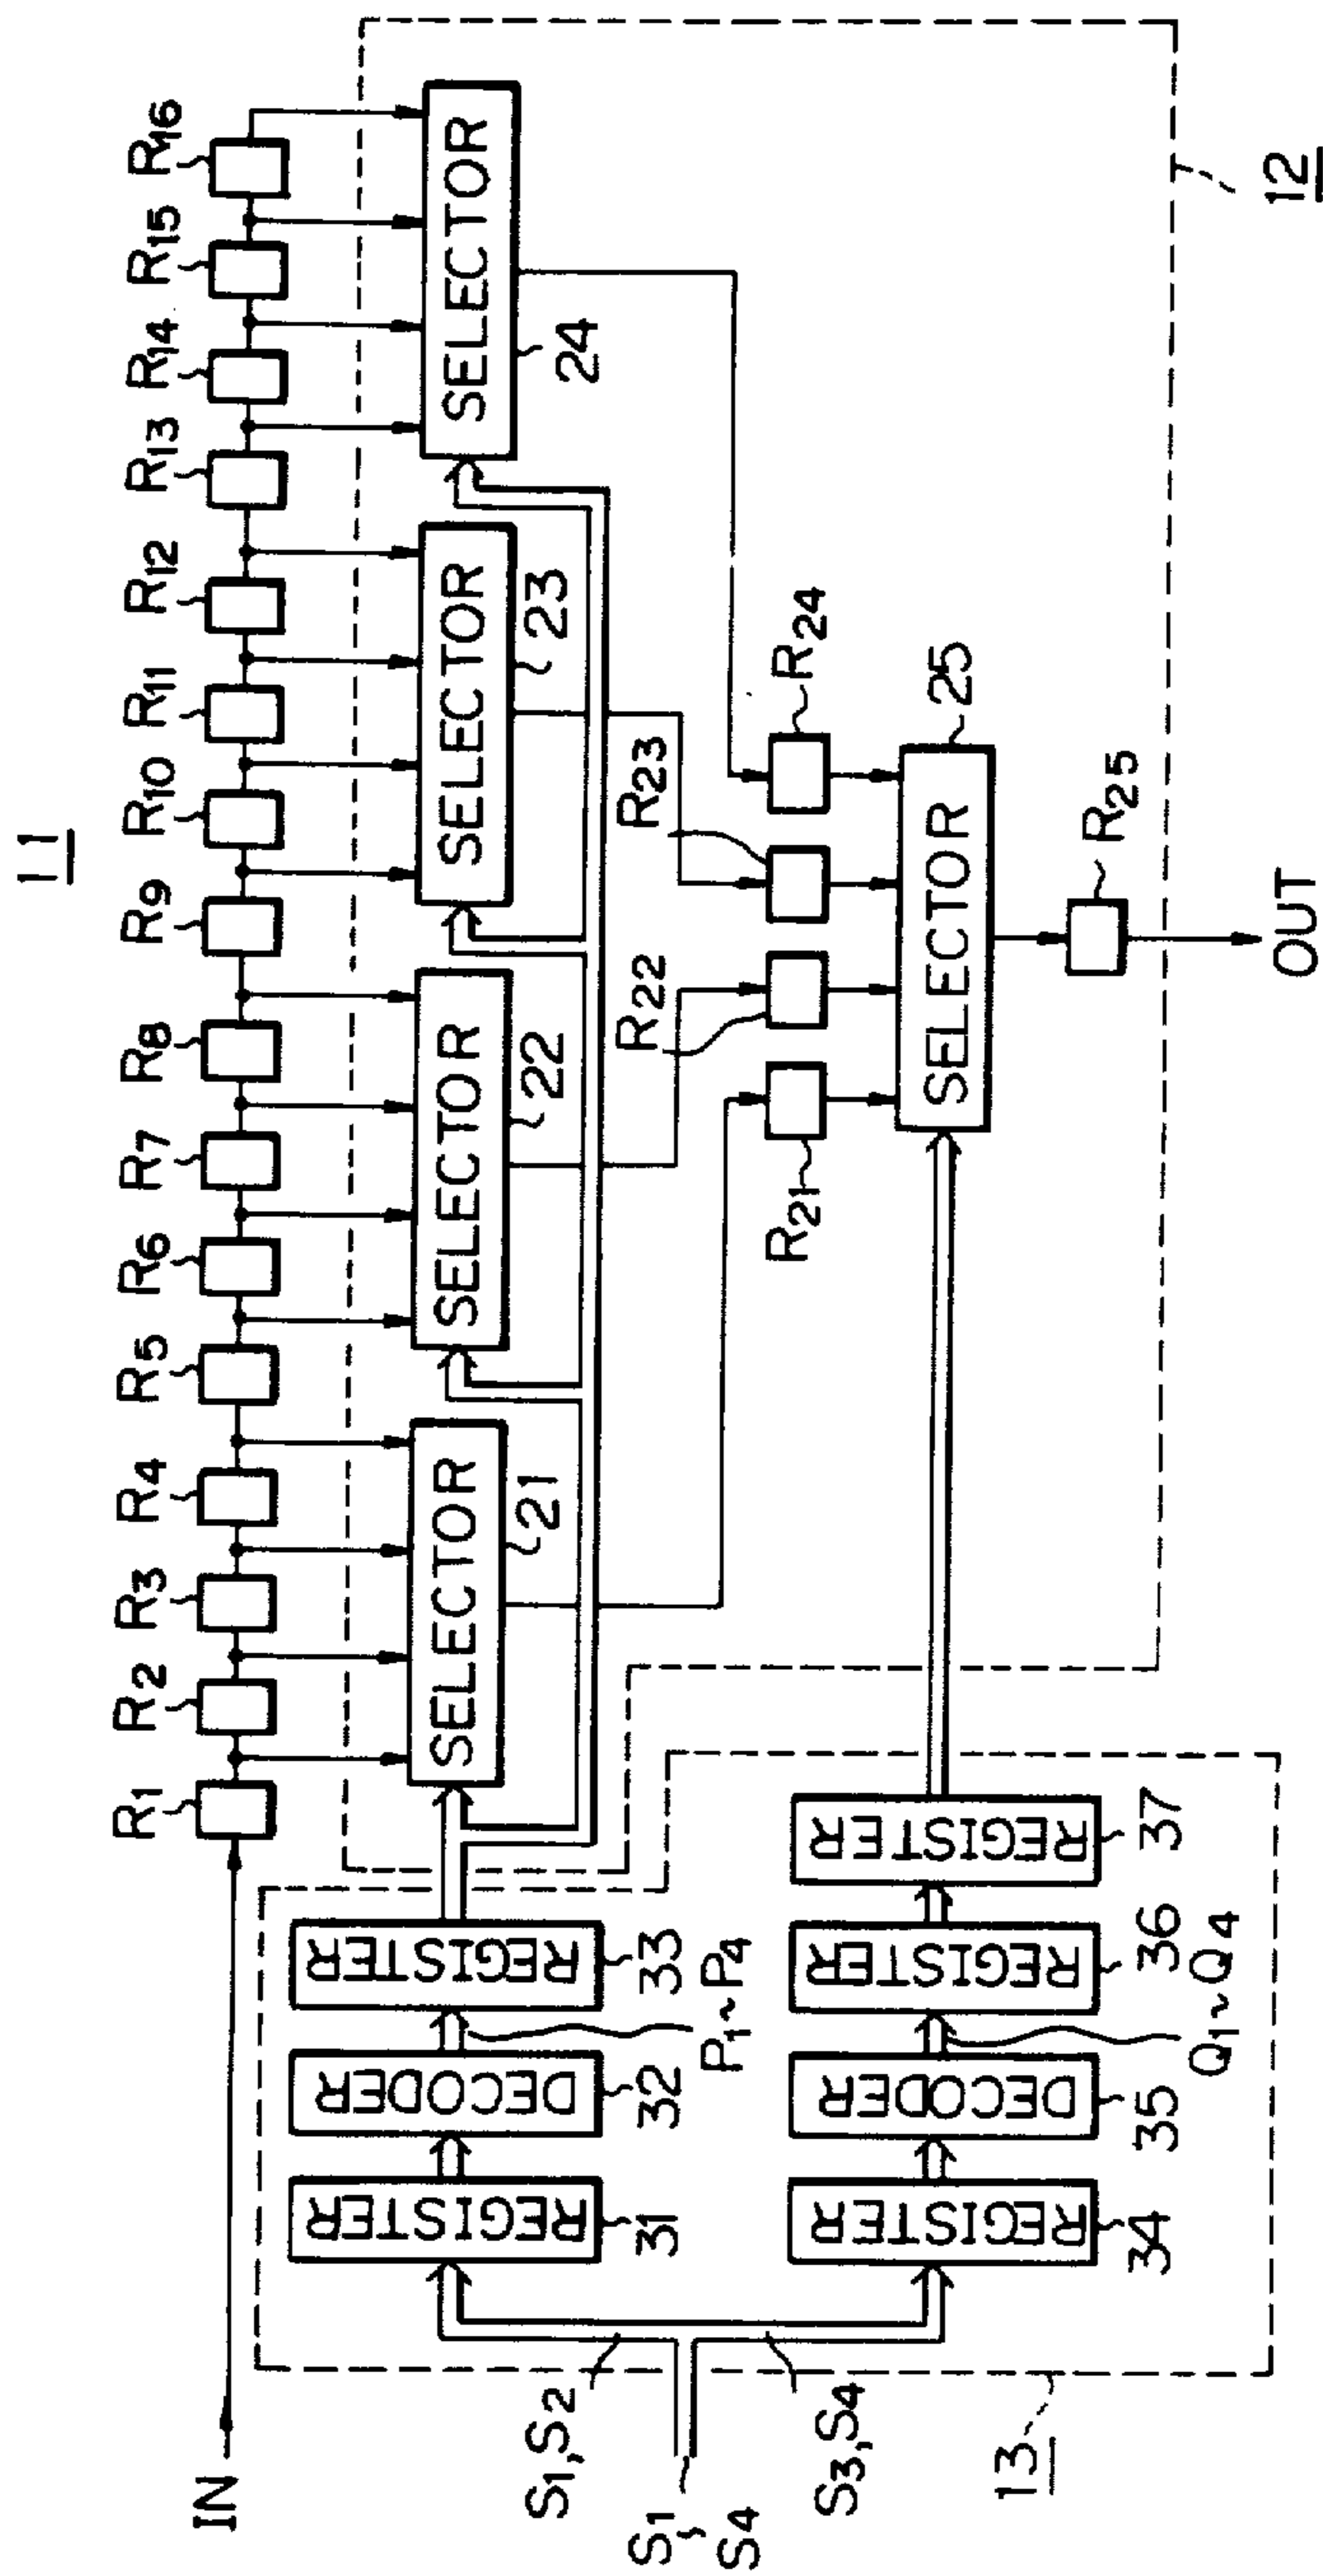 11
R1 R2 R3 R4 R5 R6 R7 R8 R9 R10 R11 R12 R13 R14 R15 R16
IN
SELECTOR
21
SELECTOR
22
SELECTOR
23
SELECTOR
24
REGISTER
31
DECODER
32
REGISTER
33
P1~P4
S1,S2
S1~S4
S3,S4
R21
R22
R23
R24
SELECTOR
25
R25
OUT
12
REGISTER
34
DECODER
35
REGISTER
36
REGISTER
37
Q1~Q4
13